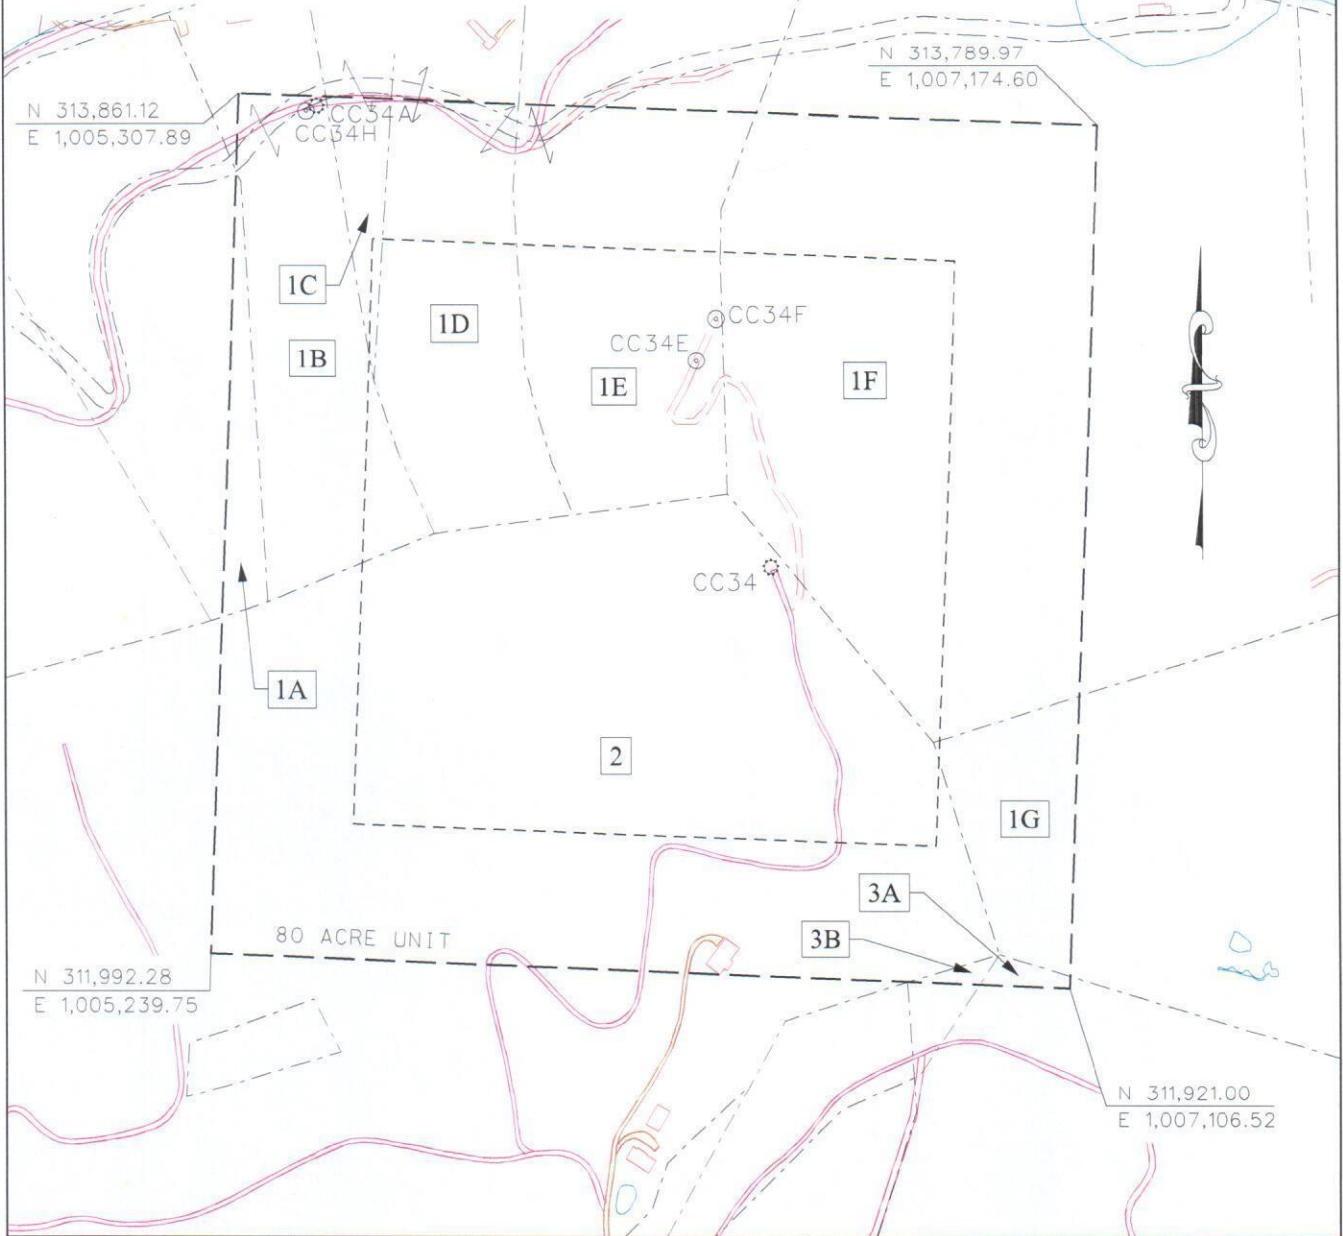 N 313,789.97
E 1,007,174.60
N 313,861.12
E 1,005,307.89
CC34A
CC34H
1C
1D
1B
CC34F
CC34E
1E
1F
CC34
1A
2
1G
3A
3B
80 ACRE UNIT
N 311,992.28
E 1,005,239.75
N 311,921.00
E 1,007,106.52